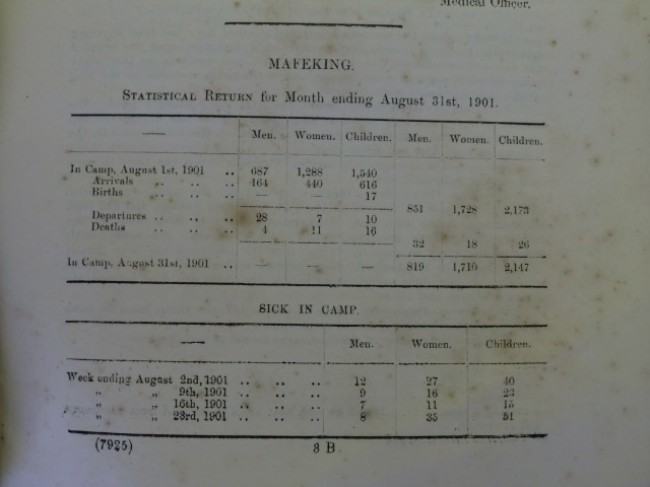 Medical Officer.
MAFEKING.
STATISTICAL RETURN for Month ending August 31st, 1901.
— Men. Women. Children. Men. Women. Children.
In Camp, August 1st, 1901 .. 687 1,288 1,540
Arrivals .. .. .. 164 440 616
Births .. .. .. — — 17
851 1,728 2,173
Departures .. .. .. 28 7 10
Deaths .. .. .. 4 11 16
32 18 26
In Camp, August 31st, 1901 .. — — — 819 1,710 2,147
SICK IN CAMP.
— Men. Women. Children.
Week ending August 2nd, 1901 .. .. .. 12 27 40
" " 9th, 1901 .. .. .. 9 16 23
" " 16th, 1901 .. .. .. 7 11 15
" " 23rd, 1901 .. .. .. 8 35 51
(7925) 3 B